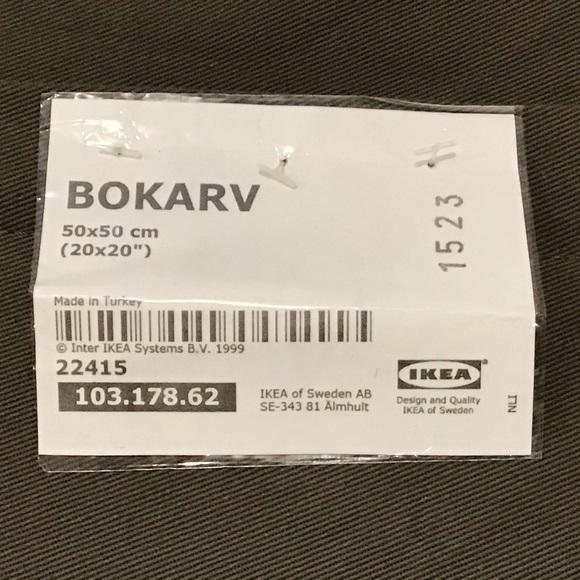 BOKARV
50x50 cm
(20x20")
1523
Made in Turkey
© Inter IKEA Systems B.V. 1999
22415
103.178.62
IKEA of Sweden AB
SE-343 81 Älmhult
IKEA
®
Design and Quality
IKEA of Sweden
NLI